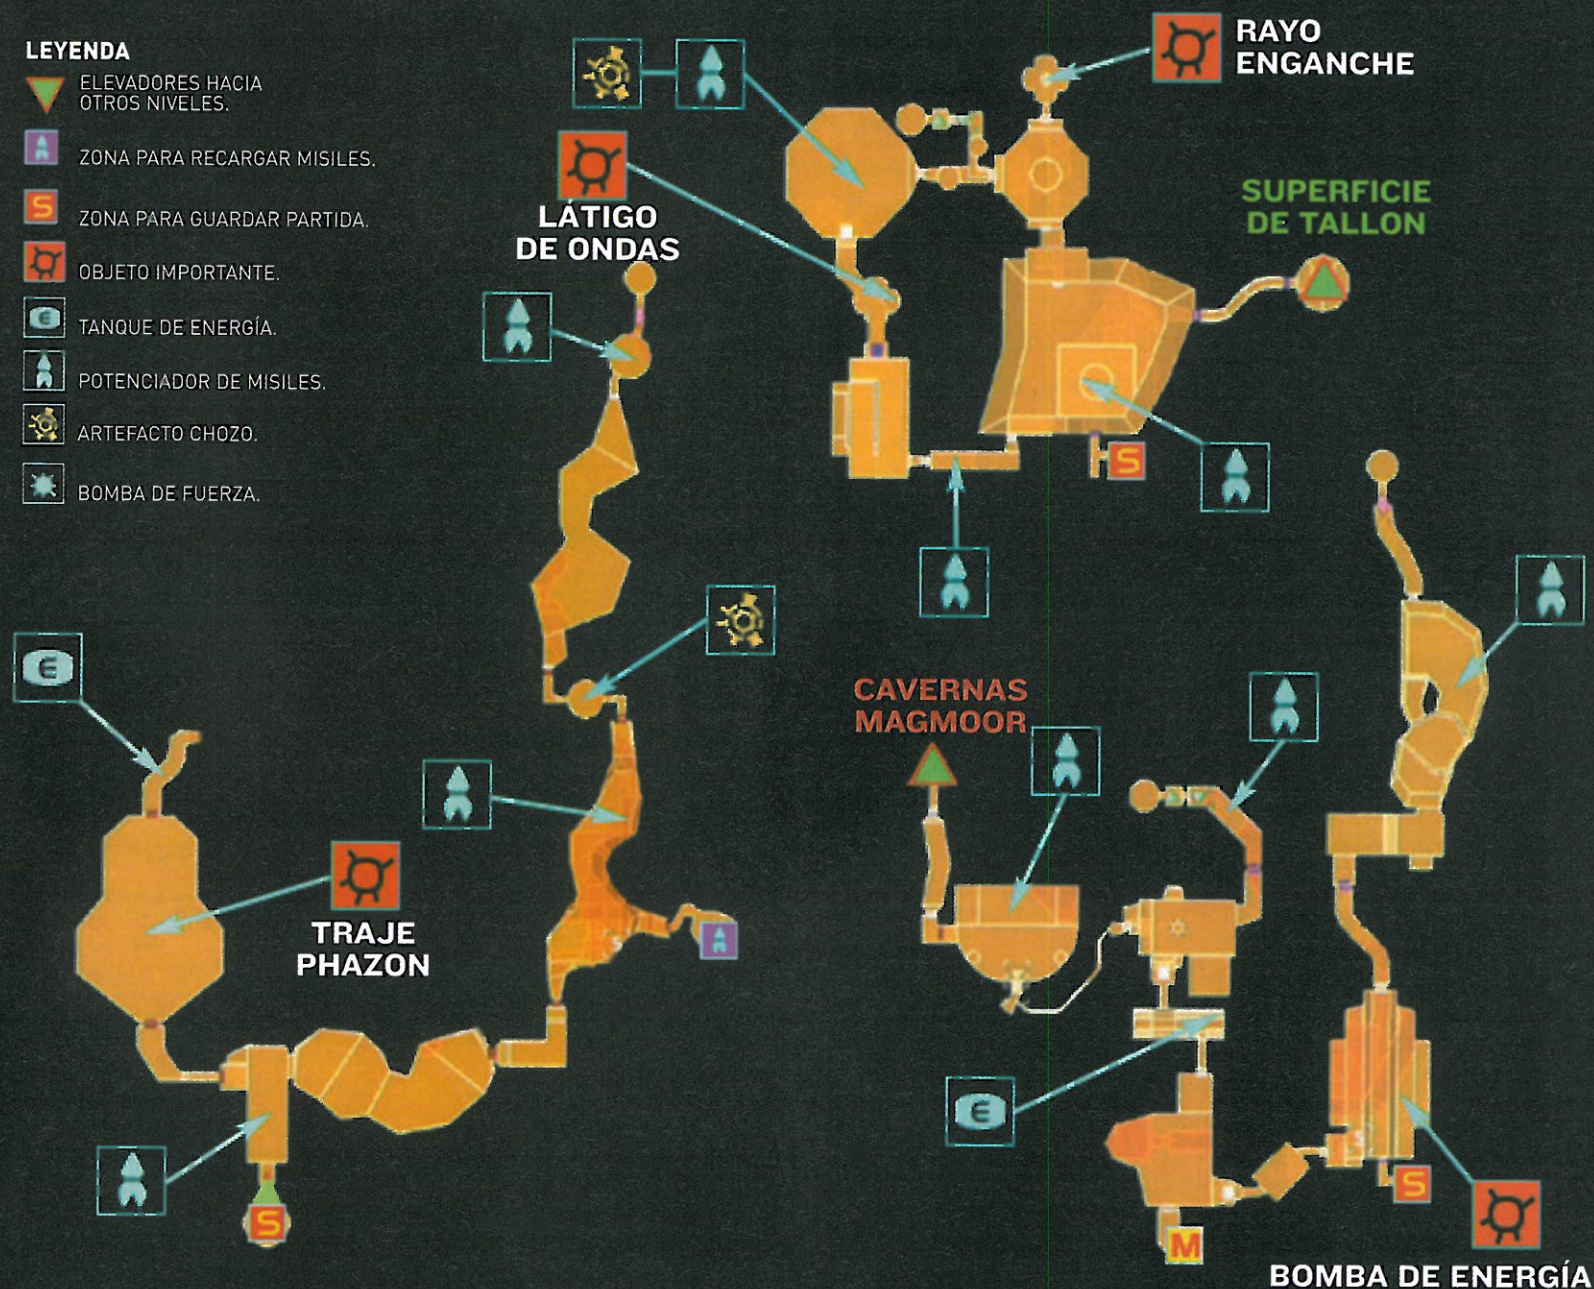 LEYENDA
ELEVADORES HACIA
OTROS NIVELES.
ZONA PARA RECARGAR MISILES.
S
ZONA PARA GUARDAR PARTIDA.
OBJETO IMPORTANTE.
E
TANQUE DE ENERGÍA.
POTENCIADOR DE MISILES.
ARTEFACTO CHOZO.
BOMBA DE FUERZA.
RAYO
ENGANCHE
LÁTIGO
DE ONDAS
SUPERFICIE
DE TALLON
S
E
CAVERNAS
MAGMOOR
TRAJE
PHAZON
S
S
E
S
S
S
M
BOMBA DE ENERGÍA